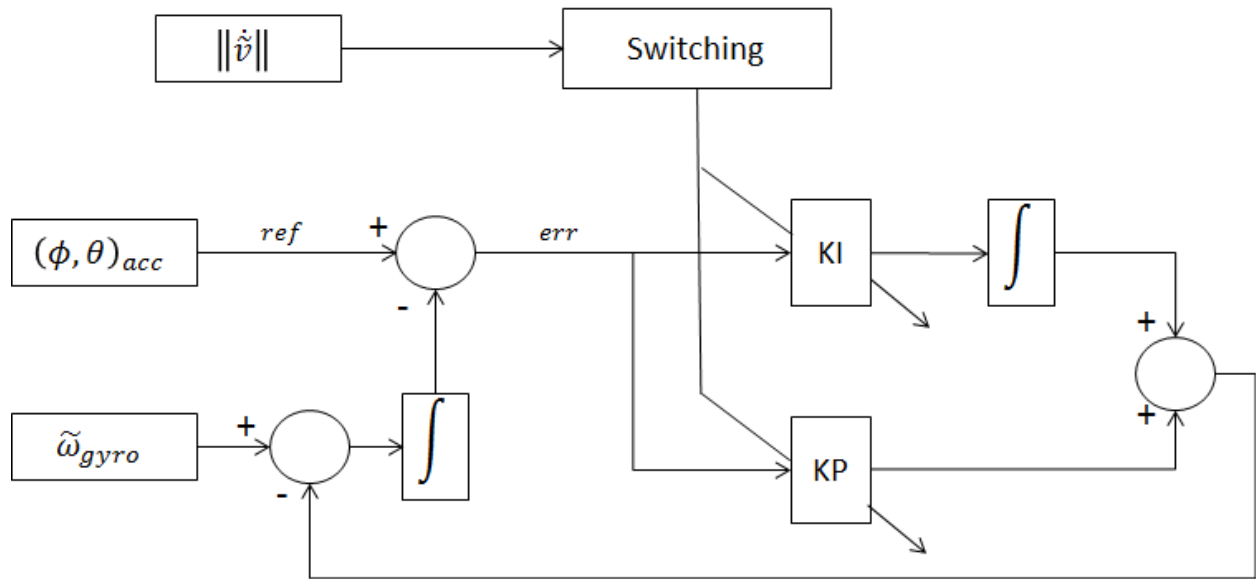 ‖ṽ̇‖
Switching
(ϕ, θ)acc
ref
+
-
err
KI
∫
+
+
ω̃gyro
+
-
∫
KP